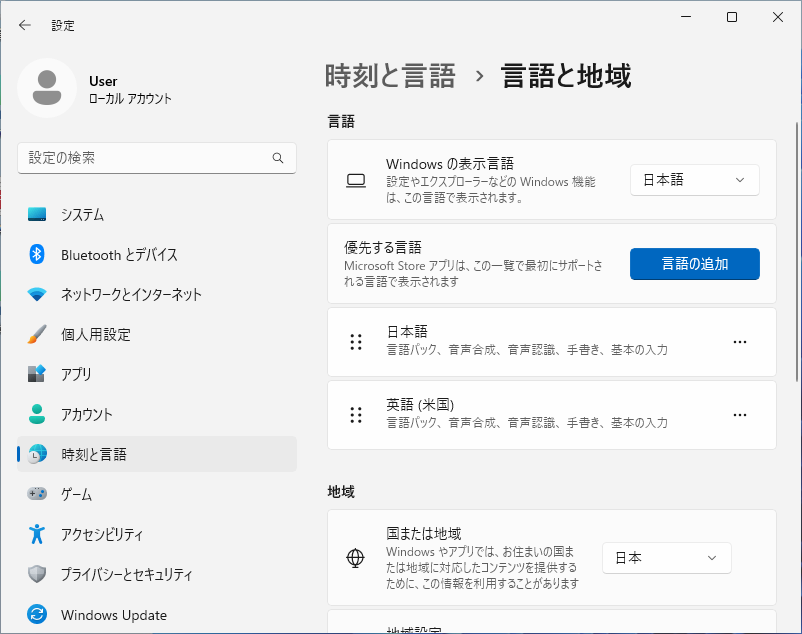 設定
User
ローカル アカウント
設定の検索
システム
Bluetooth とデバイス
ネットワークとインターネット
個人用設定
アプリ
アカウント
時刻と言語
ゲーム
アクセシビリティ
プライバシーとセキュリティ
Windows Update
時刻と言語 › 言語と地域
言語
Windows の表示言語
設定やエクスプローラーなどの Windows 機能
は、この言語で表示されます。
日本語
優先する言語
Microsoft Store アプリは、この一覧で最初にサポートさ
れる言語で表示されます
言語の追加
日本語
言語パック、音声合成、音声認識、手書き、基本の入力
英語 (米国)
言語パック、音声合成、音声認識、手書き、基本の入力
地域
国または地域
Windows やアプリでは、お住まいの国ま
たは地域に対応したコンテンツを提供する
ために、この情報を利用することがあります
日本
地域設定